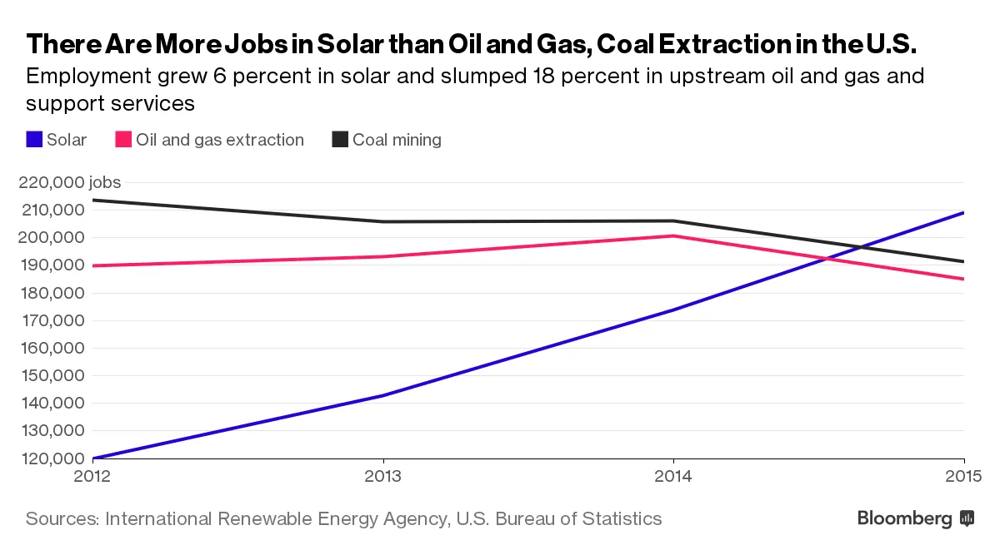 There Are More Jobs in Solar than Oil and Gas, Coal Extraction in the U.S.
Employment grew 6 percent in solar and slumped 18 percent in upstream oil and gas and
support services
Solar Oil and gas extraction Coal mining
220,000 jobs
210,000
200,000
190,000
180,000
170,000
160,000
150,000
140,000
130,000
120,000
2012 2013 2014 2015
Sources: International Renewable Energy Agency, U.S. Bureau of Statistics
Bloomberg